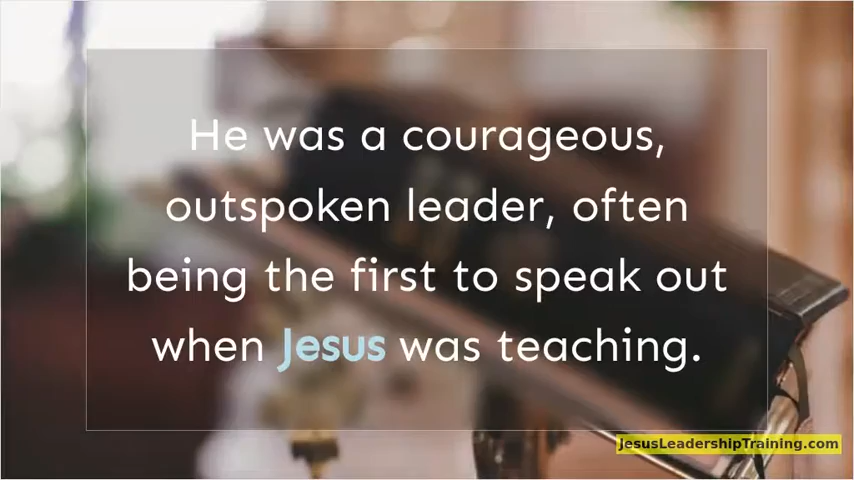 He was a courageous,
outspoken leader, often
being the first to speak out
when Jesus was teaching.
JesusLeadershipTraining.com